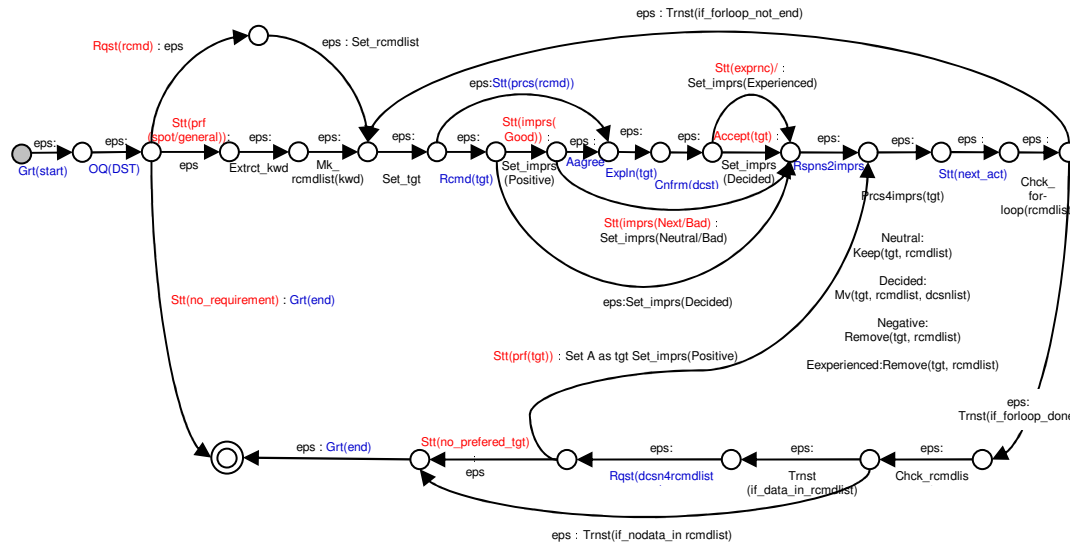 eps : Trnst(if_forloop_not_end)
Rqst(rcmd) : eps
eps : Set_rcmdlist
Stt(exprnc)/ :
Set_imprs(Experienced)
eps:Stt(prcs(rcmd))
Stt(prf
(spot/general)):
eps
Stt(imprs(
Good)) :
Set_imprs
(Positive)
Accept(tgt) :
Set_imprs
(Decided)
eps:
Grt(start)
eps:
OQ(DST)
eps:
Extrct_kwd
eps:
Mk_
rcmdlist(kwd)
eps:
Set_tgt
eps:
Rcmd(tgt)
eps:
Aagree
eps:
Expln(tgt)
eps:
Cnfrm(dcst)
eps:
Rspns2imprs
eps:
Prcs4imprs(tgt)
eps:
Stt(next_act)
eps :
Chck_
for-
loop(rcmdlist)
Stt(imprs(Next/Bad) :
Set_imprs(Neutral/Bad)
Neutral:
Keep(tgt, rcmdlist)
Decided:
Mv(tgt, rcmdlist, dcsnlist)
Negative:
Remove(tgt, rcmdlist)
Eexperienced:Remove(tgt, rcmdlist)
Stt(no_requirement) : Grt(end)
eps:Set_imprs(Decided)
Stt(prf(tgt)) : Set A as tgt Set_imprs(Positive)
eps:
Trnst(if_forloop_done
eps : Grt(end)
Stt(no_prefered_tgt)
:
eps
eps:
Rqst(dcsn4rcmdlist
eps:
Trnst
(if_data_in_rcmdlist)
eps:
Chck_rcmdlis
eps : Trnst(if_nodata_in rcmdlist)